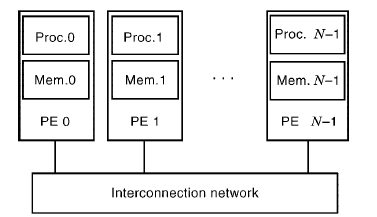 Proc.0
Mem.0
PE 0
Proc.1
Mem.1
PE 1
. . .
Proc. N–1
Mem. N–1
PE N–1
Interconnection network